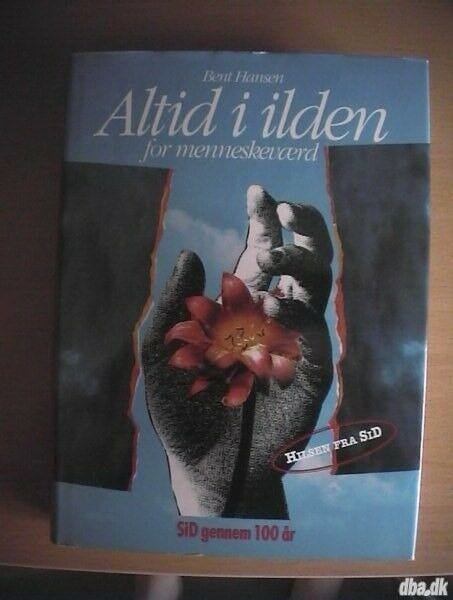 Bent Hansen
Altid i ilden
for menneskeværd
HILSEN FRA SID
SiD gennem 100 år
dba.dk